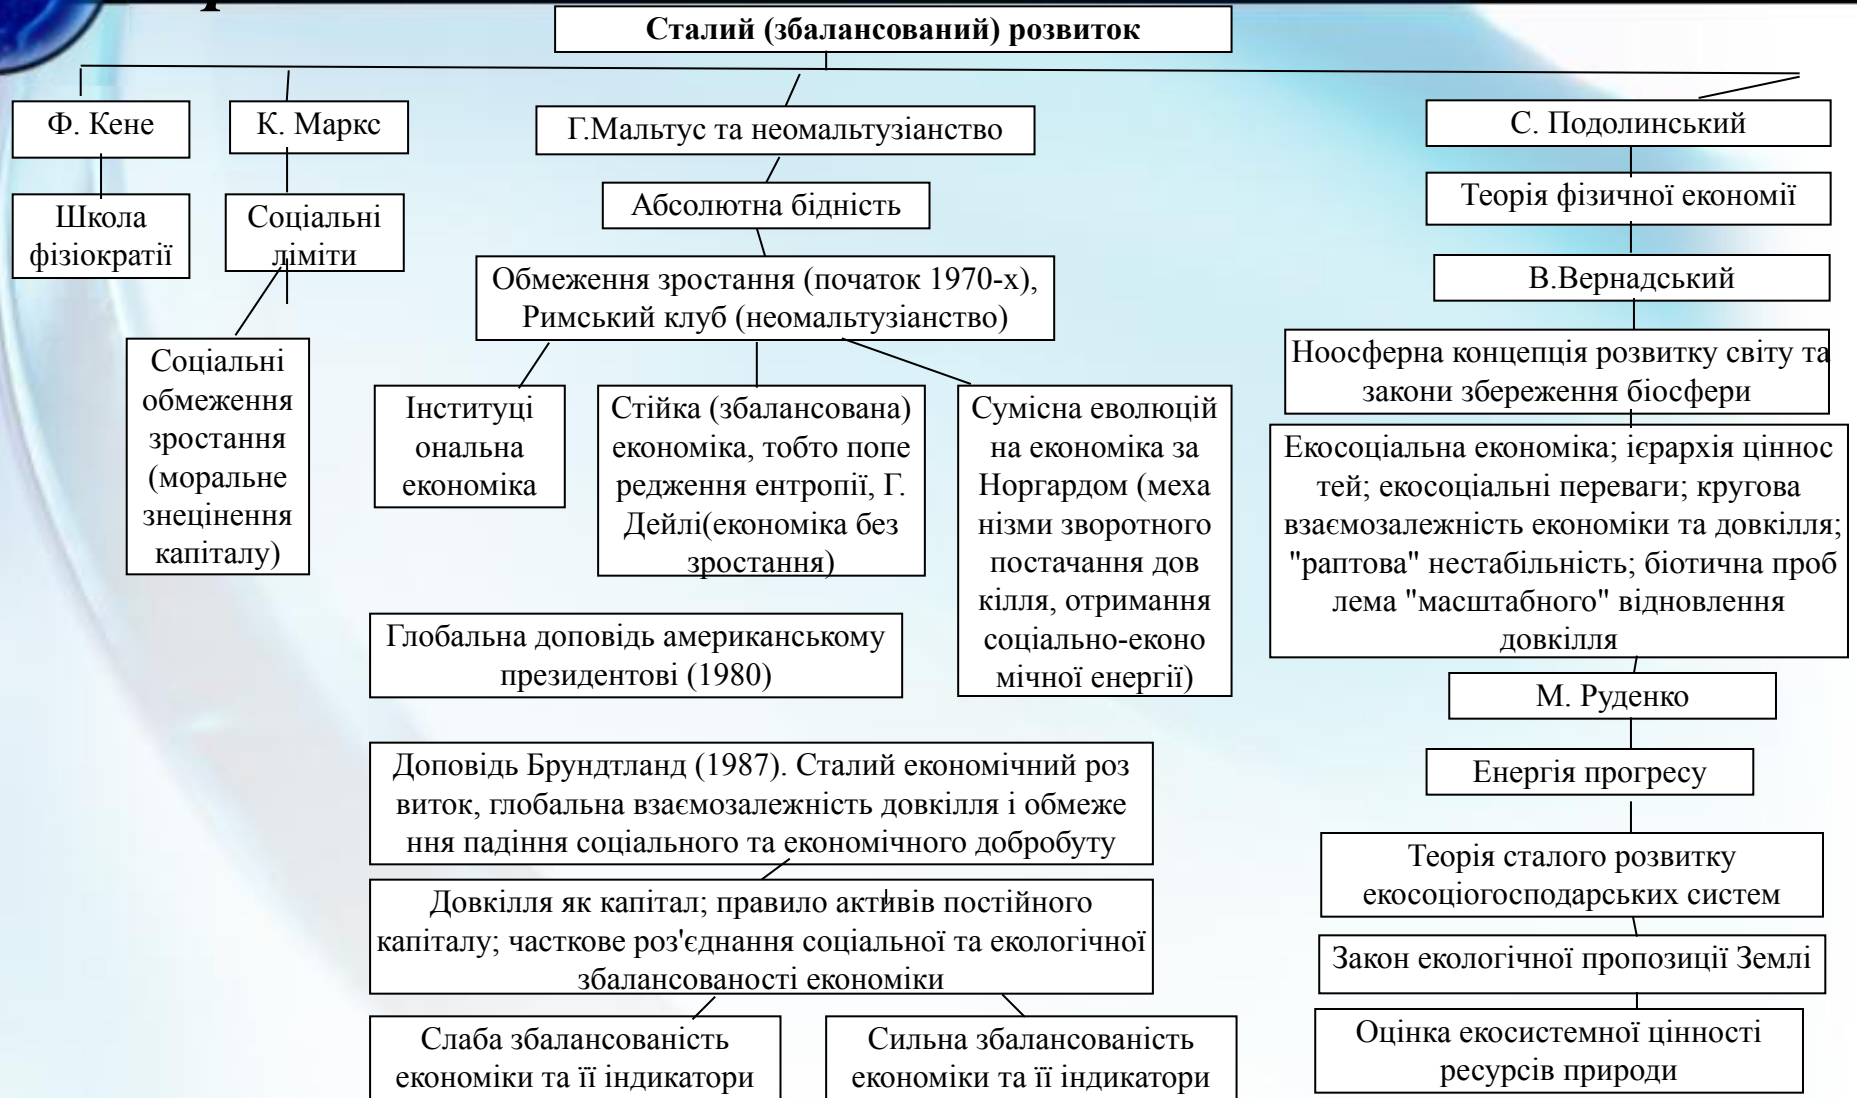 Сталий (збалансований) розвиток
Ф. Кене
К. Маркс
Г.Мальтус та неомальтузіанство
С. Подолинський
Школа
фізіократії
Соціальні
ліміти
Абсолютна бідність
Теорія фізичної економії
Обмеження зростання (початок 1970-х),
Римський клуб (неомальтузіанство)
В.Вернадський
Соціальні
обмеження
зростання
(моральне
знецінення
капіталу)
Інституці
ональна
економіка
Стійка (збалансована)
економіка, тобто попе
редження ентропії, Г.
Дейлі(економіка без
зростання)
Сумісна еволюцій
на економіка за
Норгардом (меха
нізми зворотного
постачання дов
кілля, отримання
соціально-еконо
мічної енергії)
Ноосферна концепція розвитку світу та
закони збереження біосфери
Екосоціальна економіка; ієрархія ціннос
тей; екосоціальні переваги; кругова
взаємозалежність економіки та довкілля;
"раптова" нестабільність; біотична проб
лема "масштабного" відновлення
довкілля
Глобальна доповідь американському
президентові (1980)
М. Руденко
Енергія прогресу
Доповідь Брундтланд (1987). Сталий економічний роз
виток, глобальна взаємозалежність довкілля і обмеже
ння падіння соціального та економічного добробуту
Теорія сталого розвитку
екосоціогосподарських систем
Довкілля як капітал; правило активів постійного
капіталу; часткове роз'єднання соціальної та екологічної
збалансованості економіки
Закон екологічної пропозиції Землі
Слаба збалансованість
економіки та її індикатори
Сильна збалансованість
економіки та її індикатори
Оцінка екосистемної цінності
ресурсів природи